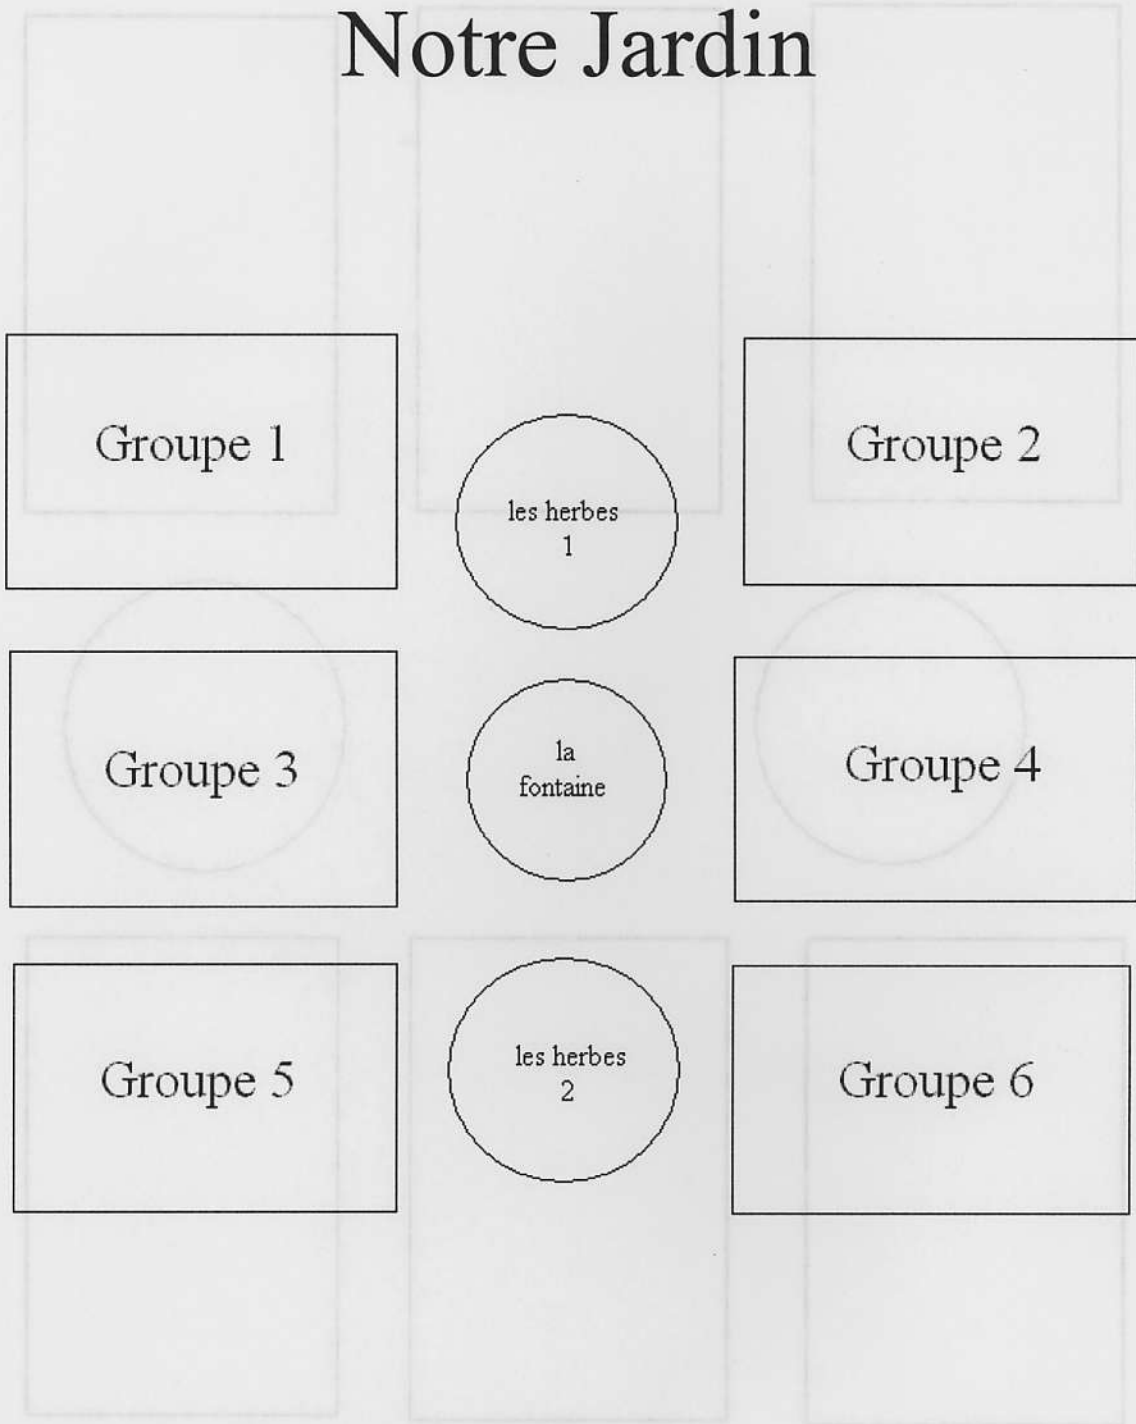 Notre Jardin
Groupe 1
Groupe 2
les herbes
1
Groupe 3
la
fontaine
Groupe 4
Groupe 5
les herbes
2
Groupe 6